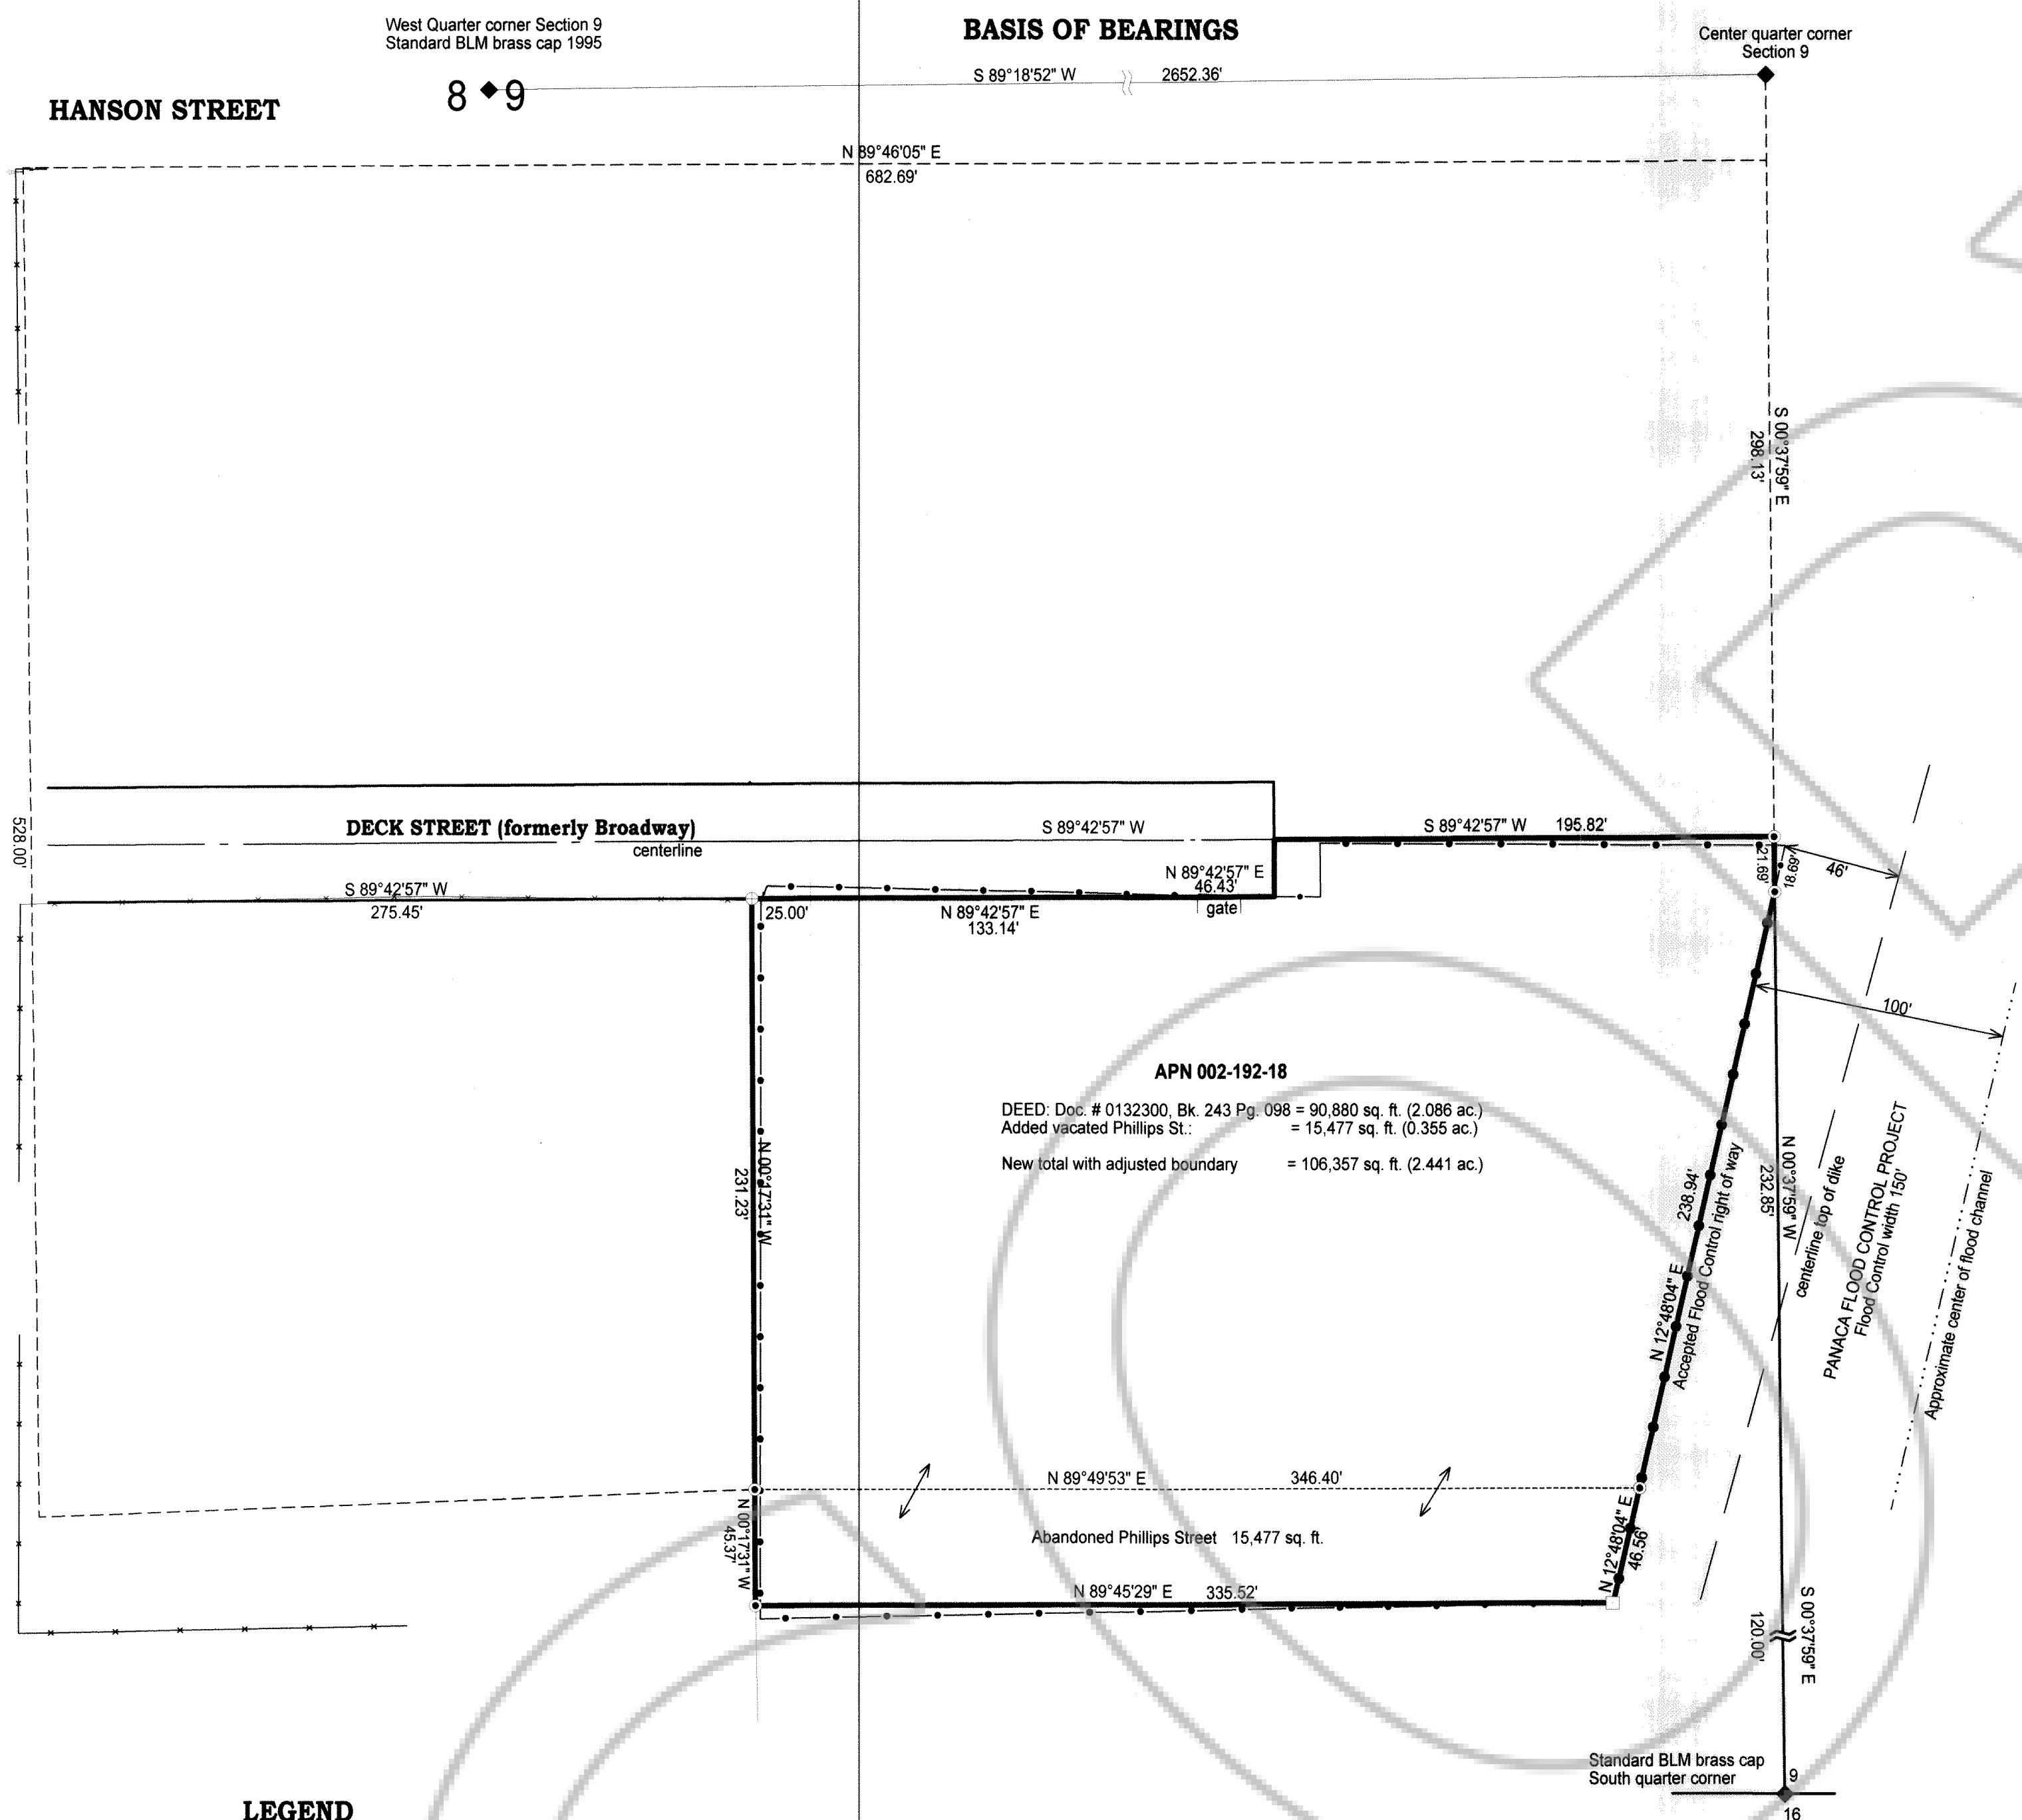 West Quarter corner Section 9
Standard BLM brass cap 1995
BASIS OF BEARINGS
Center quarter corner
Section 9
S 89°18'52" W 2652.36'
8 9
HANSON STREET
N 89°46'05" E
682.69'
S 00°37'59" E
298.13'
528.00'
DECK STREET (formerly Broadway)
centerline
S 89°42'57" W
S 89°42'57" W 195.82'
21.69'
18.69'
46'
N 89°42'57" E
46.43'
gate
S 89°42'57" W
275.45'
25.00'
N 89°42'57" E
133.14'
100'
APN 002-192-18
DEED: Doc. # 0132300, Bk. 243 Pg. 098 = 90,880 sq. ft. (2.086 ac.)
Added vacated Phillips St.: = 15,477 sq. ft. (0.355 ac.)
New total with adjusted boundary = 106,357 sq. ft. (2.441 ac.)
N 00°17'31" W
231.23'
N 12°48'04" E
238.94'
Accepted Flood Control right of way
N 00°37'59" W
232.85'
centerline top of dike
PANACA FLOOD CONTROL PROJECT
Flood Control width 150'
Approximate center of flood channel
N 89°49'53" E 346.40'
N 00°17'31" W
45.37'
Abandoned Phillips Street 15,477 sq. ft.
N 12°48'04" E
46.56'
N 89°45'29" E 335.52'
S 00°37'59" E
120.00'
Standard BLM brass cap
South quarter corner
9
16
LEGEND